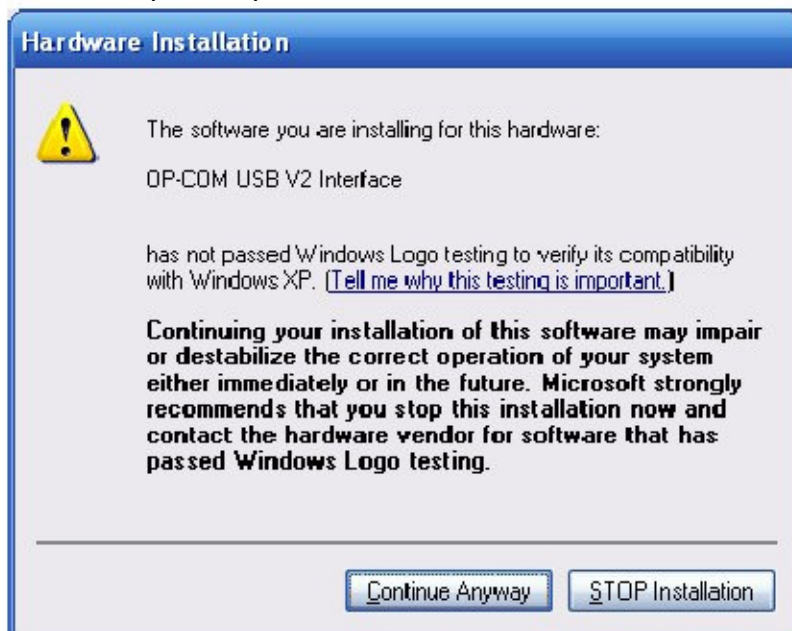 Hardware Installation
The software you are installing for this hardware:
OP-COM USB V2 Interface
has not passed Windows Logo testing to verify its compatibility
with Windows XP. (Tell me why this testing is important.)
Continuing your installation of this software may impair
or destabilize the correct operation of your system
either immediately or in the future. Microsoft strongly
recommends that you stop this installation now and
contact the hardware vendor for software that has
passed Windows Logo testing.
Continue Anyway
STOP Installation